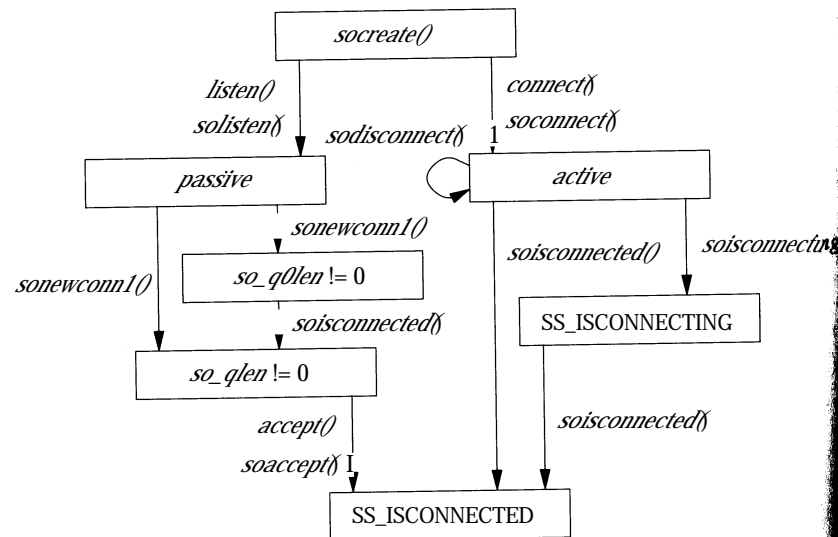 socreate()
listen()
solisten()
connect()
soconnect()
sodisconnect()
1
passive
active
sonewconn1()
sonewconn1()
so_q0len != 0
soisconnected()
soisconnected()
soisconnecting
SS_ISCONNECTING
so_qlen != 0
accept()
soaccept() I
soisconnected()
SS_ISCONNECTED